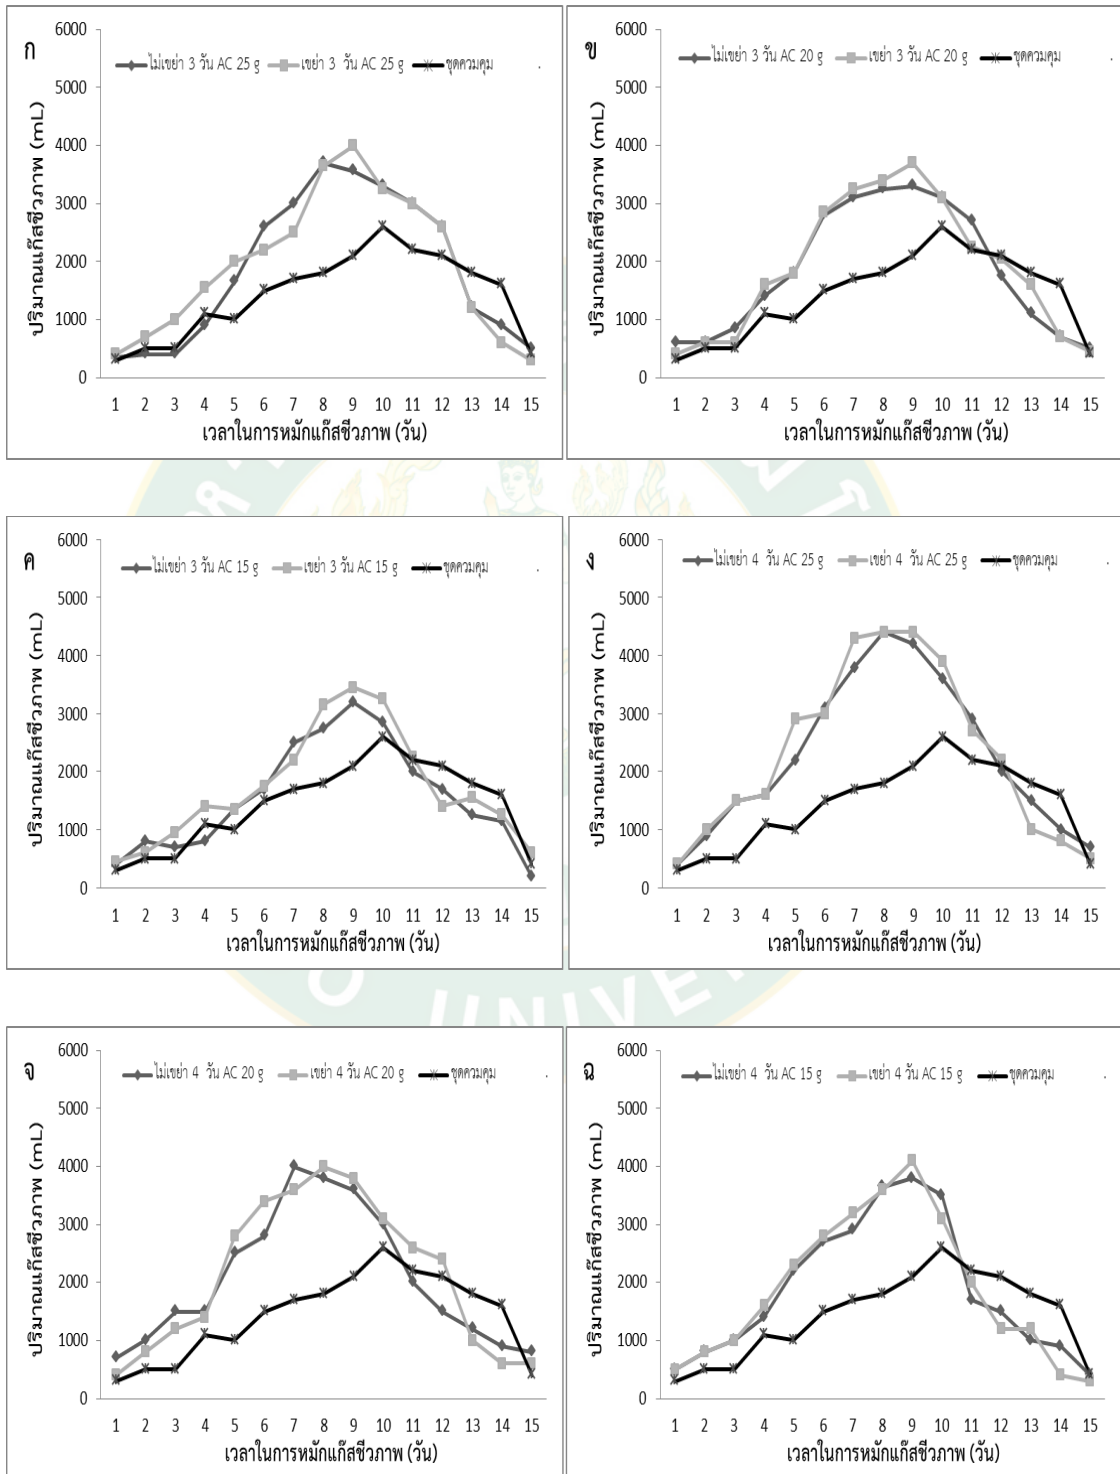 ก
ไม่เขย่า 3 วัน AC 25 g เขย่า 3 วัน AC 25 g ชุดควมคุม
ปริมาณแก๊สชีวภาพ (mL)
6000
5000
4000
3000
2000
1000
0
1 2 3 4 5 6 7 8 9 10 11 12 13 14 15
เวลาในการหมักแก๊สชีวภาพ (วัน)
ข
ไม่เขย่า 3 วัน AC 20 g เขย่า 3 วัน AC 20 g ชุดควมคุม
ปริมาณแก๊สชีวภาพ (mL)
6000
5000
4000
3000
2000
1000
0
1 2 3 4 5 6 7 8 9 10 11 12 13 14 15
เวลาในการหมักแก๊สชีวภาพ (วัน)
ค
ไม่เขย่า 3 วัน AC 15 g เขย่า 3 วัน AC 15 g ชุดควมคุม
ปริมาณแก๊สชีวภาพ (mL)
6000
5000
4000
3000
2000
1000
0
1 2 3 4 5 6 7 8 9 10 11 12 13 14 15
เวลาในการหมักแก๊สชีวภาพ (วัน)
ง
ไม่เขย่า 4 วัน AC 25 g เขย่า 4 วัน AC 25 g ชุดควมคุม
ปริมาณแก๊สชีวภาพ (mL)
6000
5000
4000
3000
2000
1000
0
1 2 3 4 5 6 7 8 9 10 11 12 13 14 15
เวลาในการหมักแก๊สชีวภาพ (วัน)
จ
ไม่เขย่า 4 วัน AC 20 g เขย่า 4 วัน AC 20 g ชุดควมคุม
ปริมาณแก๊สชีวภาพ (mL)
6000
5000
4000
3000
2000
1000
0
1 2 3 4 5 6 7 8 9 10 11 12 13 14 15
เวลาในการหมักแก๊สชีวภาพ (วัน)
ฉ
ไม่เขย่า 4 วัน AC 15 g เขย่า 4 วัน AC 15 g ชุดควมคุม
ปริมาณแก๊สชีวภาพ (mL)
6000
5000
4000
3000
2000
1000
0
1 2 3 4 5 6 7 8 9 10 11 12 13 14 15
เวลาในการหมักแก๊สชีวภาพ (วัน)